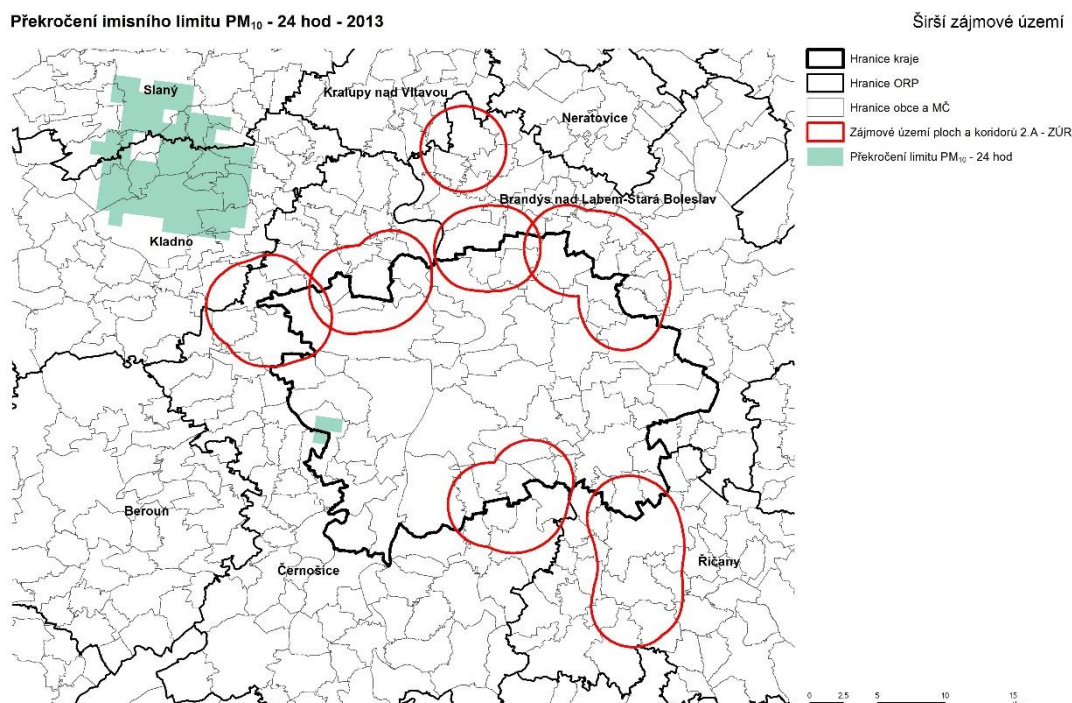 Překročení imisního limitu PM₁₀ - 24 hod - 2013
Širší zájmové území
Hranice kraje
Hranice ORP
Hranice obce a MČ
Zájmové území ploch a koridorů 2.A - ZÚR
Překročení limitu PM₁₀ - 24 hod
Slaný
Kralupy nad Vltavou
Neratovice
Brandýs nad Labem-Stará Boleslav
Kladno
Beroun
Černošice
Říčany
0 2.5 5 10 15